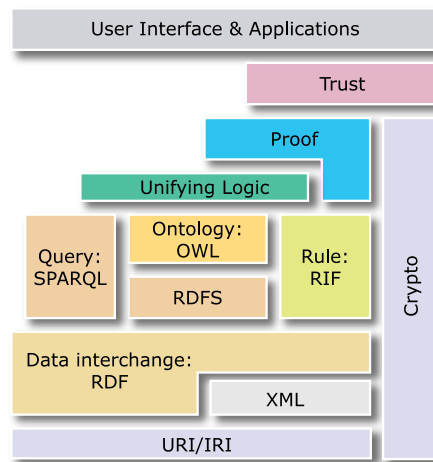 User Interface & Applications
Trust
Proof
Unifying Logic
Query:
SPARQL
Ontology:
OWL
RDFS
Rule:
RIF
Crypto
Data interchange:
RDF
XML
URI/IRI